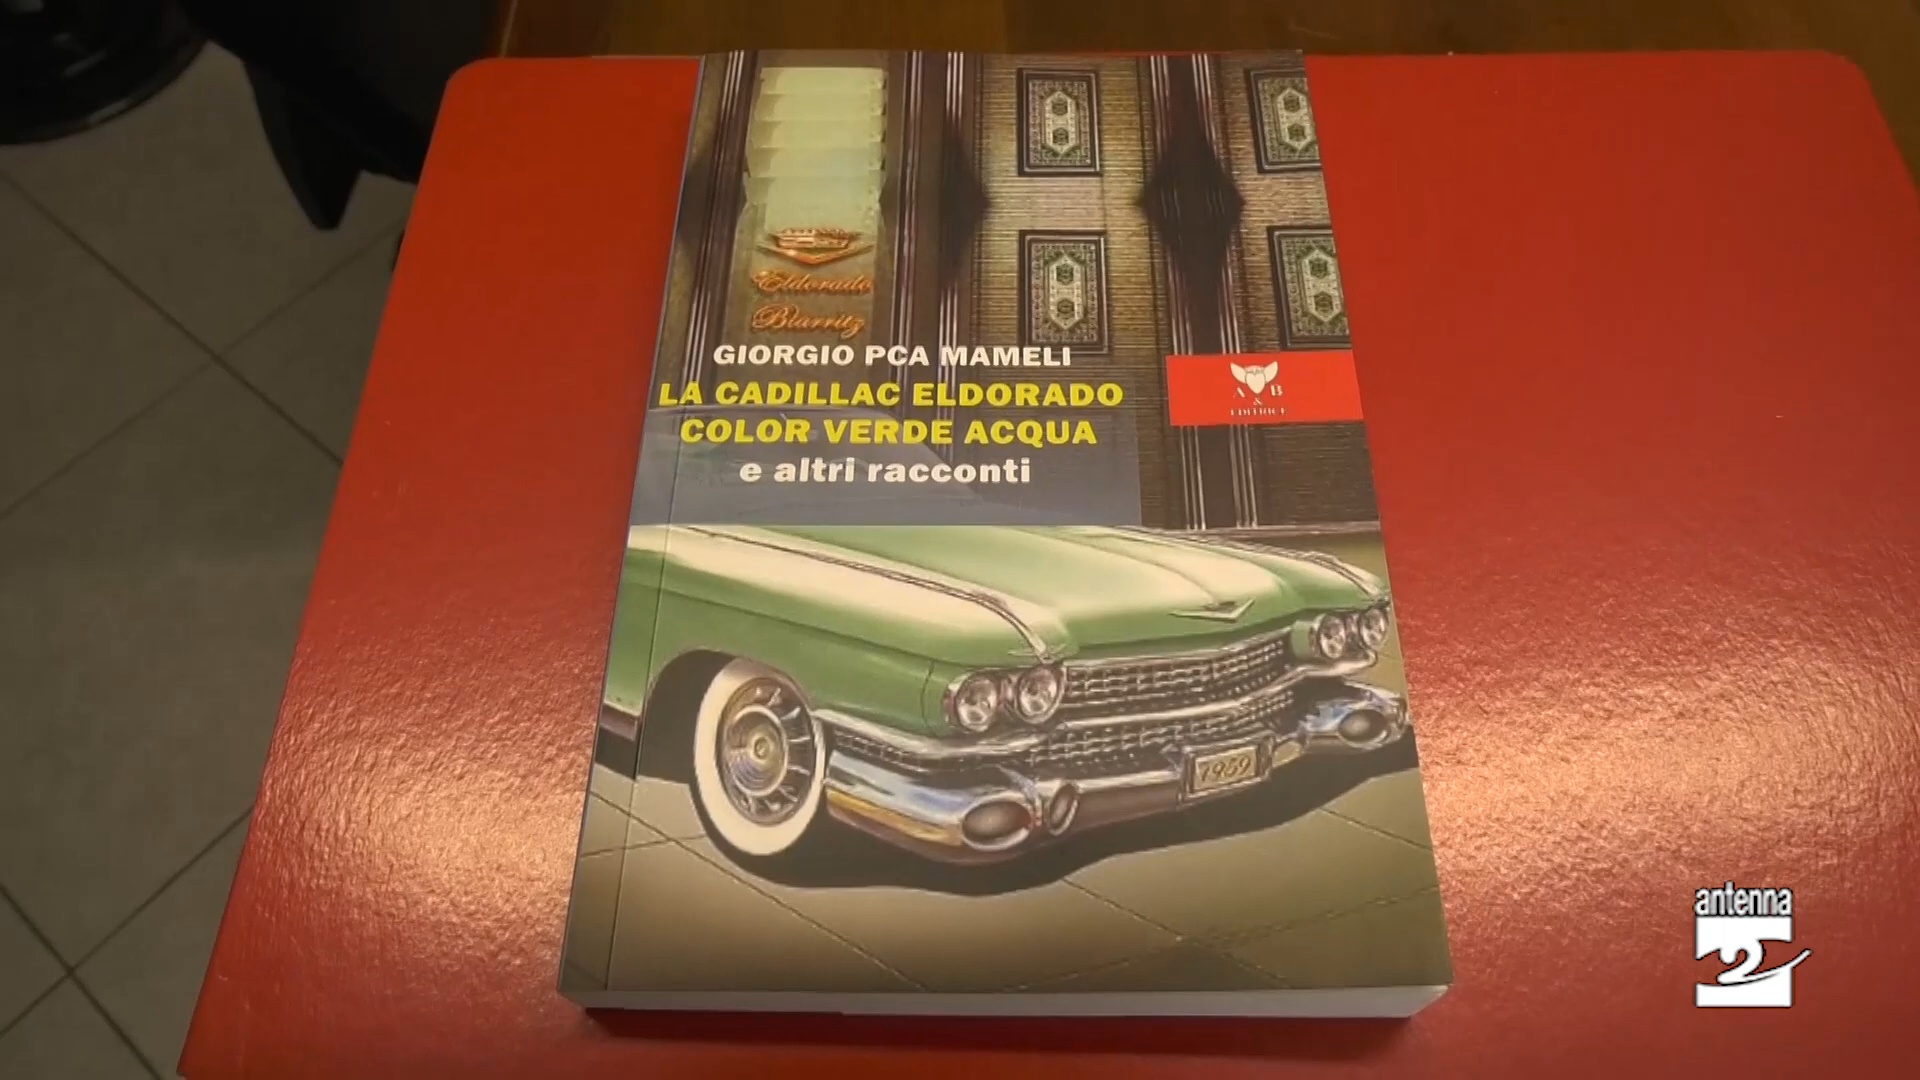 Eldorado
Biarritz
GIORGIO PCA MAMELI
LA CADILLAC ELDORADO
COLOR VERDE ACQUA
e altri racconti
A B
&
EDITRICE
1959
antenna
2